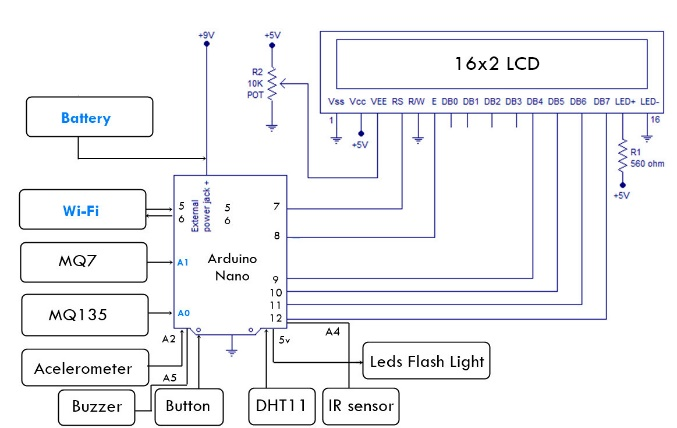 +9V
+5V
R2
10K
POT
16x2 LCD
Vss Vcc VEE RS R/W E DB0 DB1 DB2 DB3 DB4 DB5 DB6 DB7 LED+ LED-
1
16
+5V
R1
560 ohm
+5V
Battery
External
power jack +
Wi-Fi
5
6
5
6
7
8
MQ7
A1
Arduino
Nano
9
10
11
12
MQ135
A0
A2
5v
A4
Acelerometer
A5
Leds Flash Light
Buzzer
Button
DHT11
IR sensor